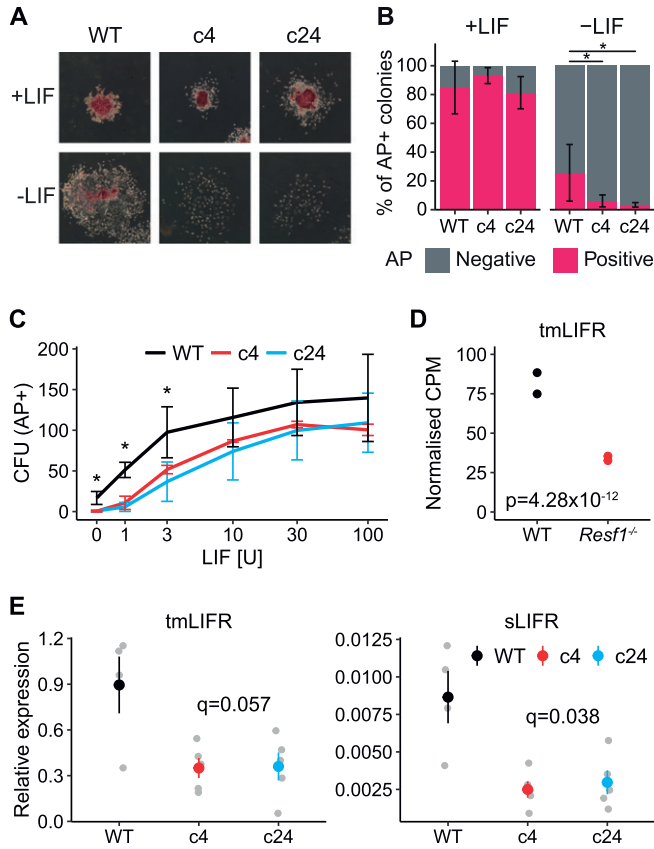 A
WT c4 c24
+LIF
-LIF
B
+LIF −LIF
% of AP+ colonies
100
80
60
40
20
0
* *
WT c4 c24 WT c4 c24
AP Negative Positive
C
CFU (AP+)
200
150
100
50
0
WT c4 c24
* * *
0 1 3 10 30 100
LIF [U]
D
tmLIFR
Normalised CPM
100
75
50
25
0
p=4.28x10-12
WT Resf1-/-
E
tmLIFR
Relative expression
1.2
0.9
0.6
0.3
0.0
q=0.057
WT c4 c24
sLIFR
0.0125
0.0100
0.0075
0.0050
0.0025
WT c4 c24
q=0.038
WT c4 c24